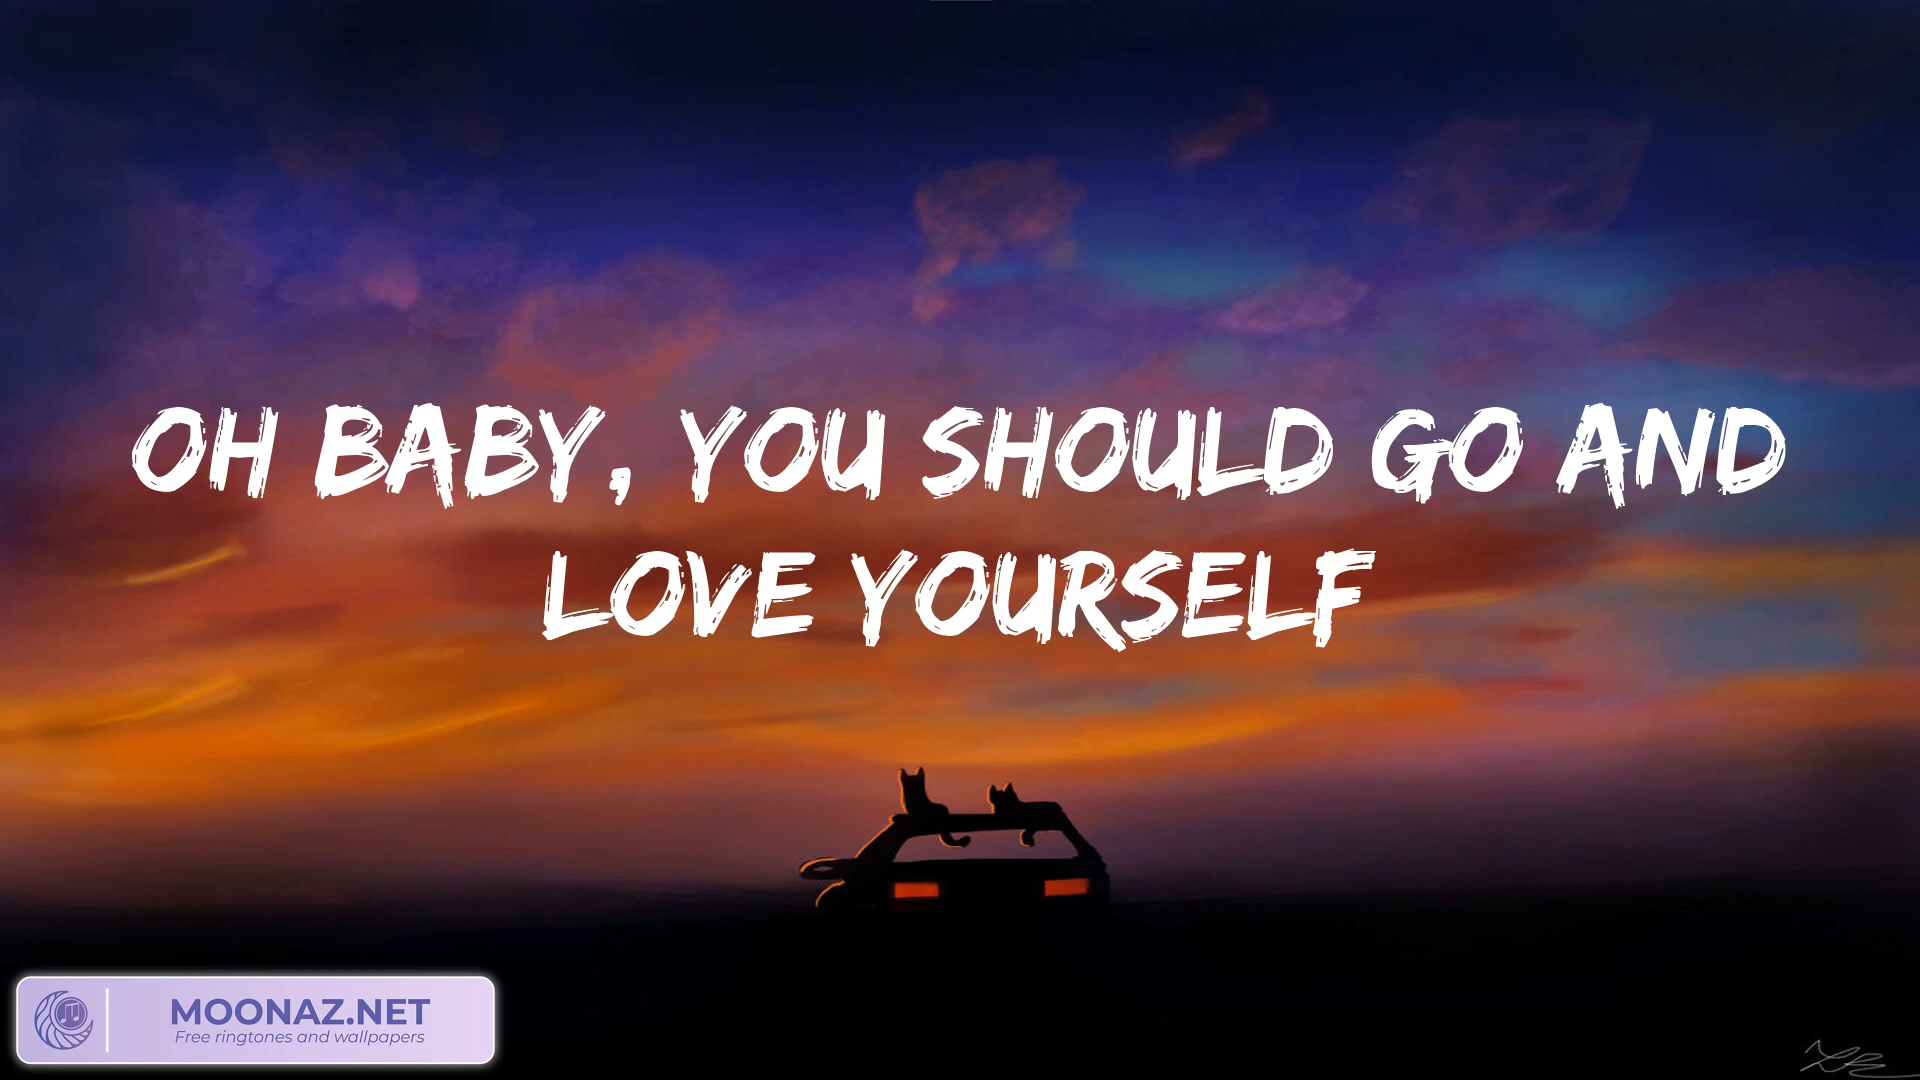 OH BABY, YOU SHOULD GO AND
LOVE YOURSELF
MOONAZ.NET
Free ringtones and wallpapers